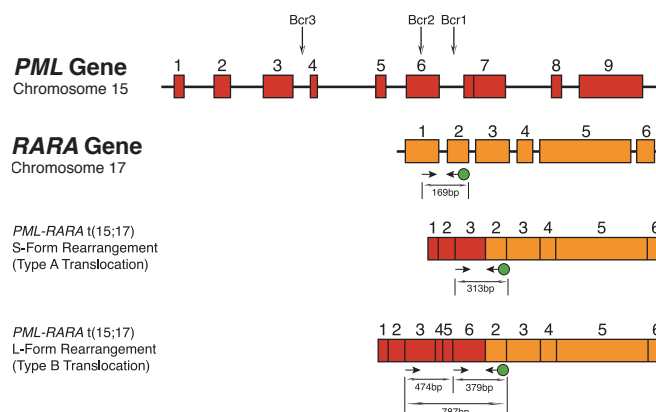 Bcr3 Bcr2 Bcr1
1 2 3 4 5 6 7 8 9
PML Gene
Chromosome 15
RARA Gene
Chromosome 17
1 2 3 4 5 6
169bp
PML-RARA t(15;17)
S-Form Rearrangement
(Type A Translocation)
1 2 3 2 3 4 5 6
313bp
PML-RARA t(15;17)
L-Form Rearrangement
(Type B Translocation)
1 2 3 45 6 2 3 4 5 6
474bp 379bp
787bp